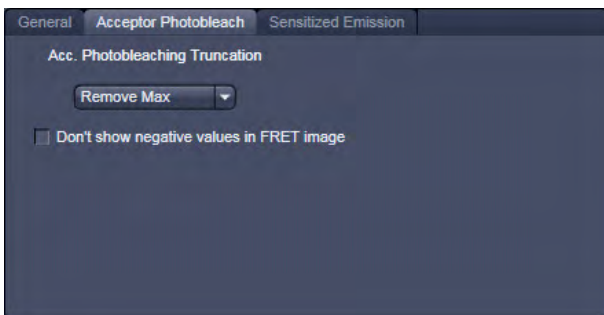 General Acceptor Photobleach Sensitized Emission
Acc. Photobleaching Truncation
Remove Max
Don't show negative values in FRET image